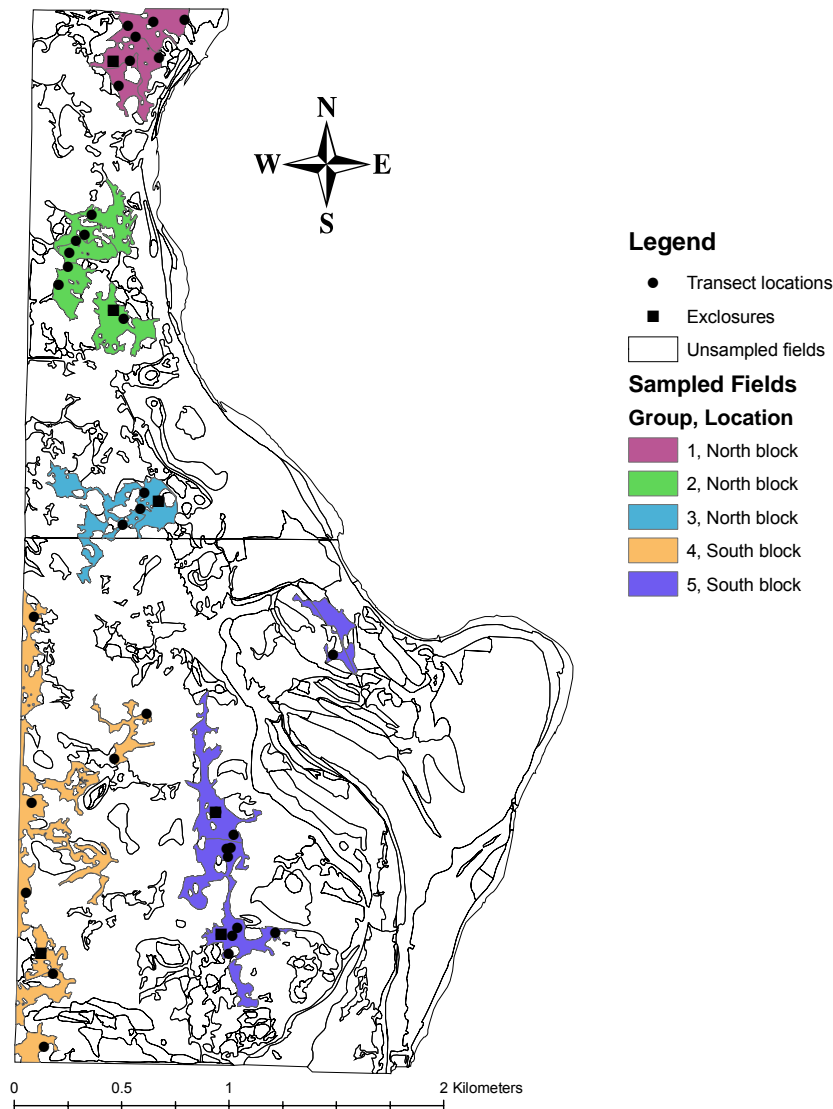 N
W E
S
Legend
Transect locations
Exclosures
Unsampled fields
Sampled Fields
Group, Location
1, North block
2, North block
3, North block
4, South block
5, South block
0 0.5 1 2 Kilometers